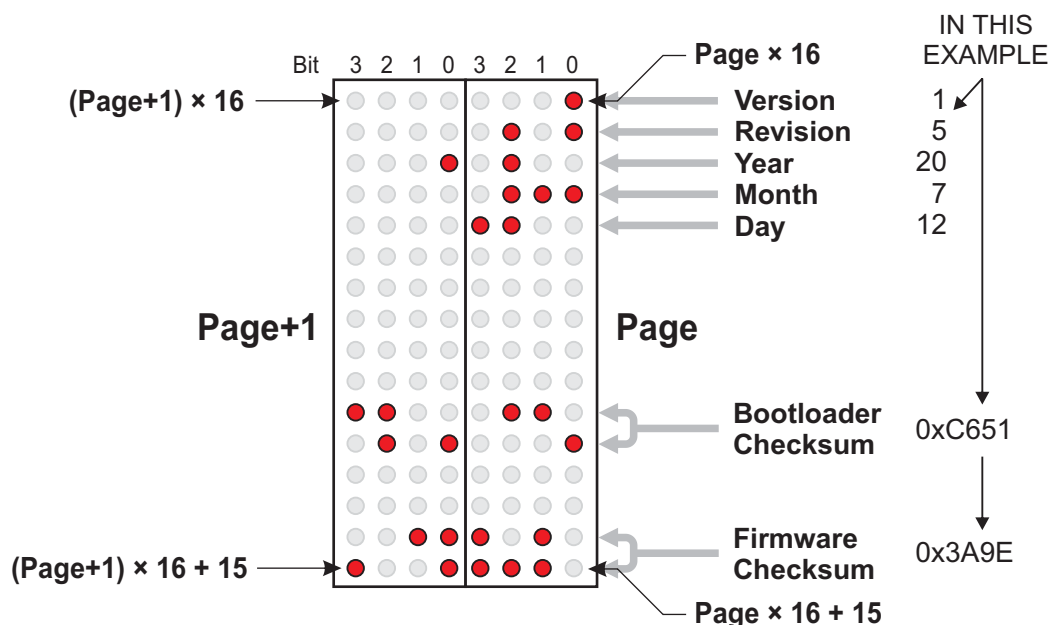 IN THIS
EXAMPLE
Bit 3 2 1 0 3 2 1 0
Page × 16
(Page+1) × 16
Version 1
Revision 5
Year 20
Month 7
Day 12
Page+1
Page
Bootloader
Checksum
0xC651
Firmware
Checksum
0x3A9E
(Page+1) × 16 + 15
Page × 16 + 15